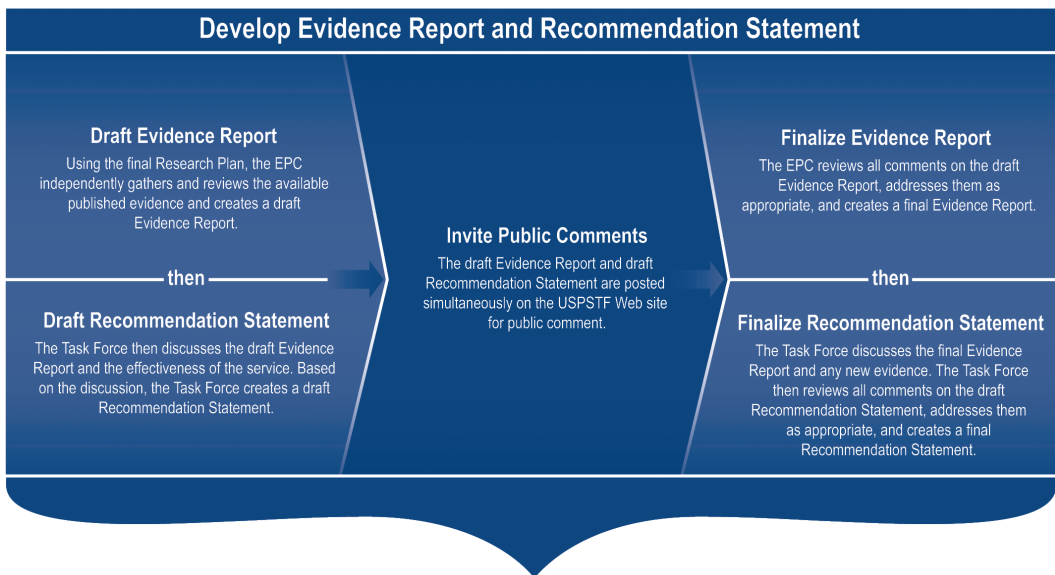 Develop Evidence Report and Recommendation Statement
Draft Evidence Report
Using the final Research Plan, the EPC
independently gathers and reviews the available
published evidence and creates a draft
Evidence Report.
then
Draft Recommendation Statement
The Task Force then discusses the draft Evidence
Report and the effectiveness of the service. Based
on the discussion, the Task Force creates a draft
Recommendation Statement.
Invite Public Comments
The draft Evidence Report and draft
Recommendation Statement are posted
simultaneously on the USPSTF Web site
for public comment.
Finalize Evidence Report
The EPC reviews all comments on the draft
Evidence Report, addresses them as
appropriate, and creates a final Evidence Report.
then
Finalize Recommendation Statement
The Task Force discusses the final Evidence
Report and any new evidence. The Task Force
then reviews all comments on the draft
Recommendation Statement, addresses them
as appropriate, and creates a final
Recommendation Statement.